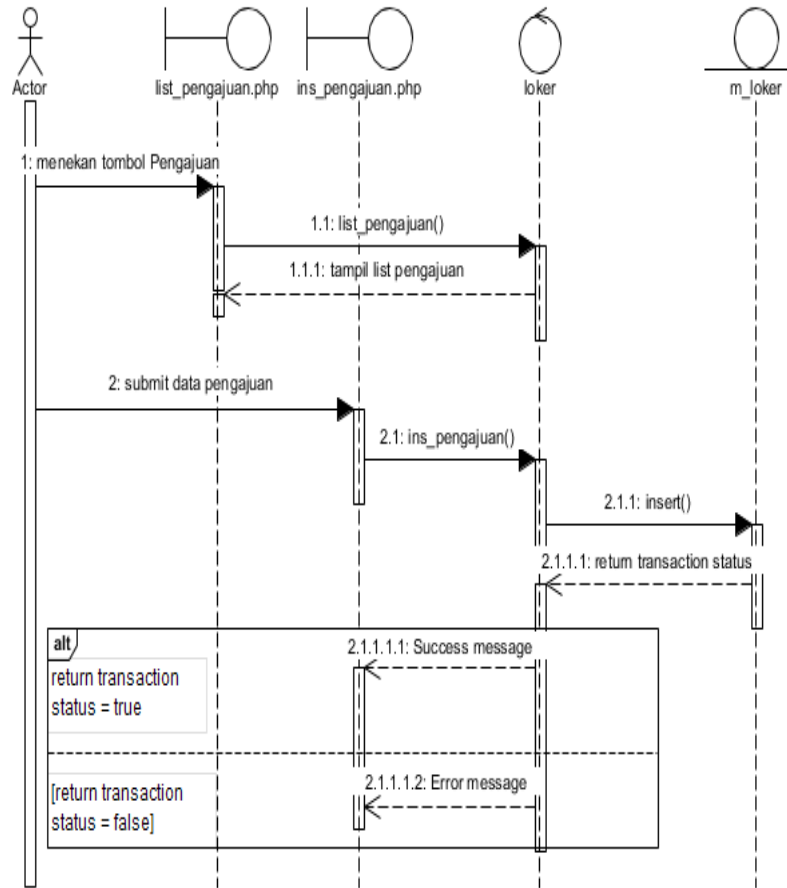 Actor
list_pengajuan.php
ins_pengajuan.php
loker
m_loker
1: menekan tombol Pengajuan
1.1: list_pengajuan()
1.1.1: tampil list pengajuan
2: submit data pengajuan
2.1: ins_pengajuan()
2.1.1: insert()
2.1.1.1: return transaction status
alt
2.1.1.1.1: Success message
return transaction
status = true
2.1.1.1.2: Error message
[return transaction
status = false]